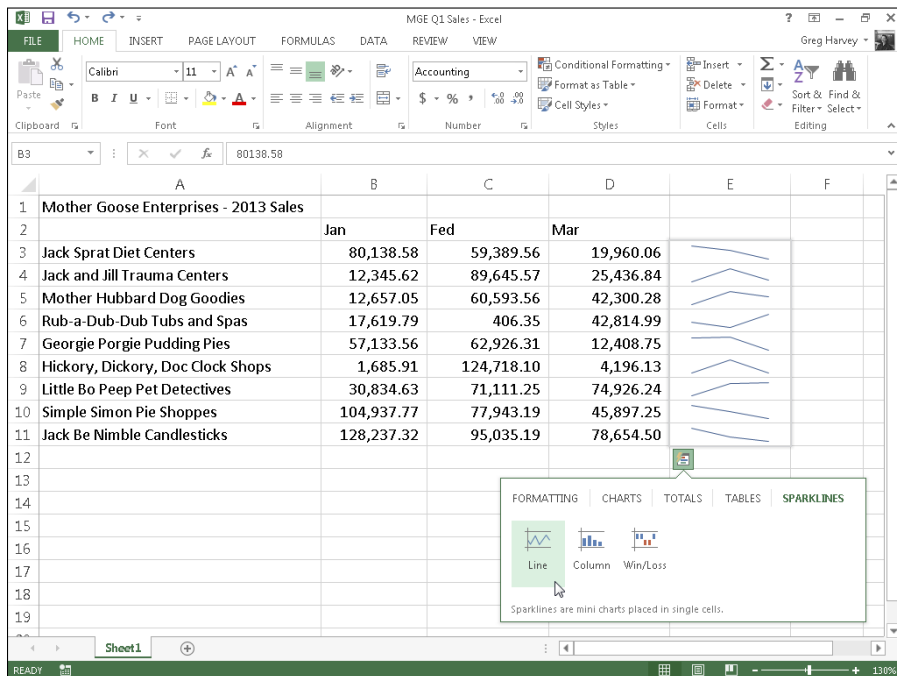 MGE Q1 Sales - Excel
?
FILE HOME INSERT PAGE LAYOUT FORMULAS DATA REVIEW VIEW Greg Harvey
Paste
Calibri 11 A A
B I U A
Accounting
$ % , .0 .00 .00 .0
Conditional Formatting
Format as Table
Cell Styles
Insert
Delete
Format
Σ
A Z
Sort & Filter
Find & Select
Clipboard Font Alignment Number Styles Cells Editing
B3 fx 80138.58
A B C D E F
1 Mother Goose Enterprises - 2013 Sales
2 Jan Fed Mar
3 Jack Sprat Diet Centers 80,138.58 59,389.56 19,960.06
4 Jack and Jill Trauma Centers 12,345.62 89,645.57 25,436.84
5 Mother Hubbard Dog Goodies 12,657.05 60,593.56 42,300.28
6 Rub-a-Dub-Dub Tubs and Spas 17,619.79 406.35 42,814.99
7 Georgie Porgie Pudding Pies 57,133.56 62,926.31 12,408.75
8 Hickory, Dickory, Doc Clock Shops 1,685.91 124,718.10 4,196.13
9 Little Bo Peep Pet Detectives 30,834.63 71,111.25 74,926.24
10 Simple Simon Pie Shoppes 104,937.77 77,943.19 45,897.25
11 Jack Be Nimble Candlesticks 128,237.32 95,035.19 78,654.50
12
13
14
15
16
17
18
19
FORMATTING CHARTS TOTALS TABLES SPARKLINES
Line Column Win/Loss
Sparklines are mini charts placed in single cells.
Sheet1
READY 130%